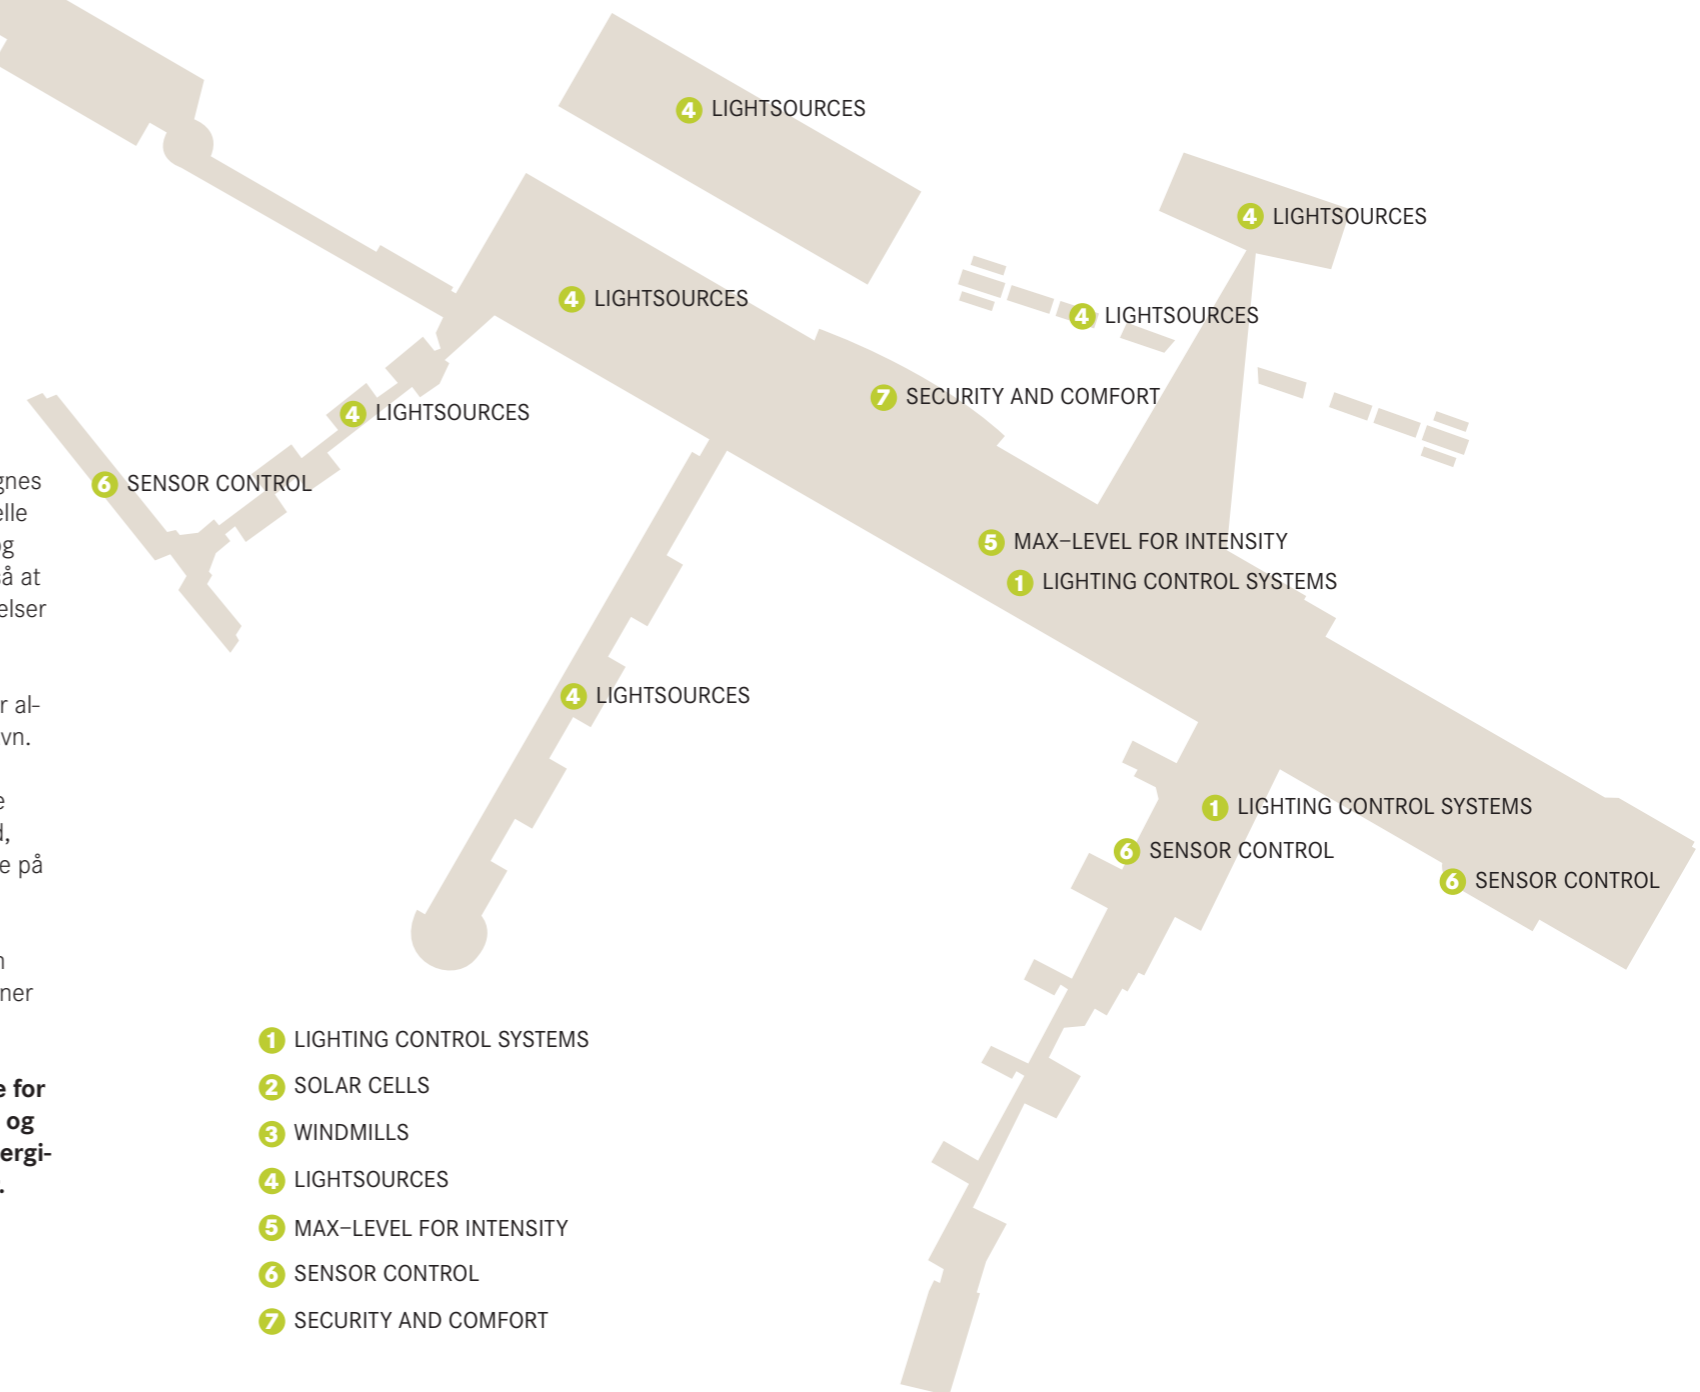 gnes
elle
og
så at
elser
r al-
vn.
e
d,
e på
n
ner
e for
og
ergi-
.
4 LIGHTSOURCES
4 LIGHTSOURCES
4 LIGHTSOURCES
4 LIGHTSOURCES
7 SECURITY AND COMFORT
4 LIGHTSOURCES
6 SENSOR CONTROL
5 MAX-LEVEL FOR INTENSITY
1 LIGHTING CONTROL SYSTEMS
4 LIGHTSOURCES
1 LIGHTING CONTROL SYSTEMS
6 SENSOR CONTROL
6 SENSOR CONTROL
1 LIGHTING CONTROL SYSTEMS
2 SOLAR CELLS
3 WINDMILLS
4 LIGHTSOURCES
5 MAX-LEVEL FOR INTENSITY
6 SENSOR CONTROL
7 SECURITY AND COMFORT